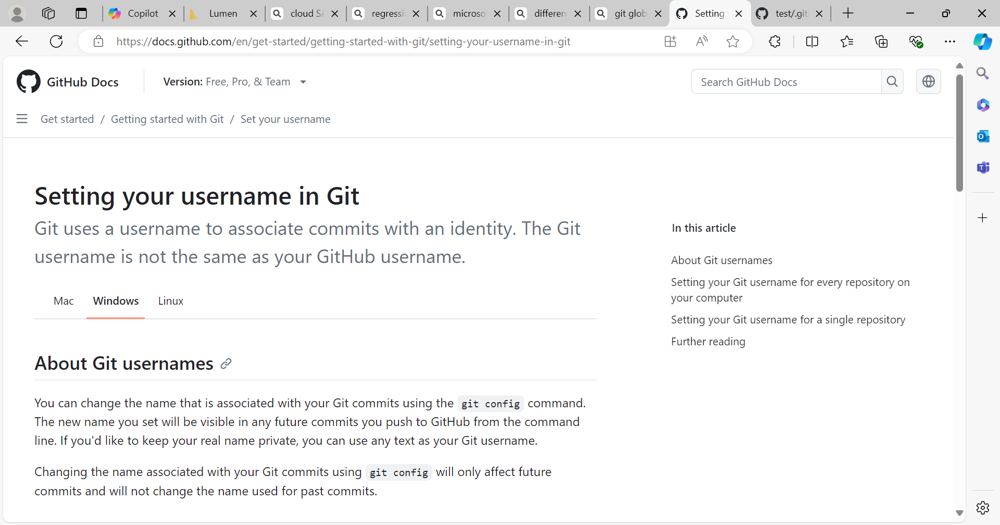 Copilot
Lumen
cloud SA
regressi
microso
differen
git glob
Setting
test/.git
https://docs.github.com/en/get-started/getting-started-with-git/setting-your-username-in-git
GitHub Docs
Version: Free, Pro, & Team
Search GitHub Docs
Get started / Getting started with Git / Set your username
Setting your username in Git
Git uses a username to associate commits with an identity. The Git
username is not the same as your GitHub username.
Mac
Windows
Linux
About Git usernames
You can change the name that is associated with your Git commits using the git config command.
The new name you set will be visible in any future commits you push to GitHub from the command
line. If you'd like to keep your real name private, you can use any text as your Git username.
Changing the name associated with your Git commits using git config will only affect future
commits and will not change the name used for past commits.
In this article
About Git usernames
Setting your Git username for every repository on
your computer
Setting your Git username for a single repository
Further reading